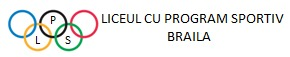 P
L S
LICEUL CU PROGRAM SPORTIV
BRAILA